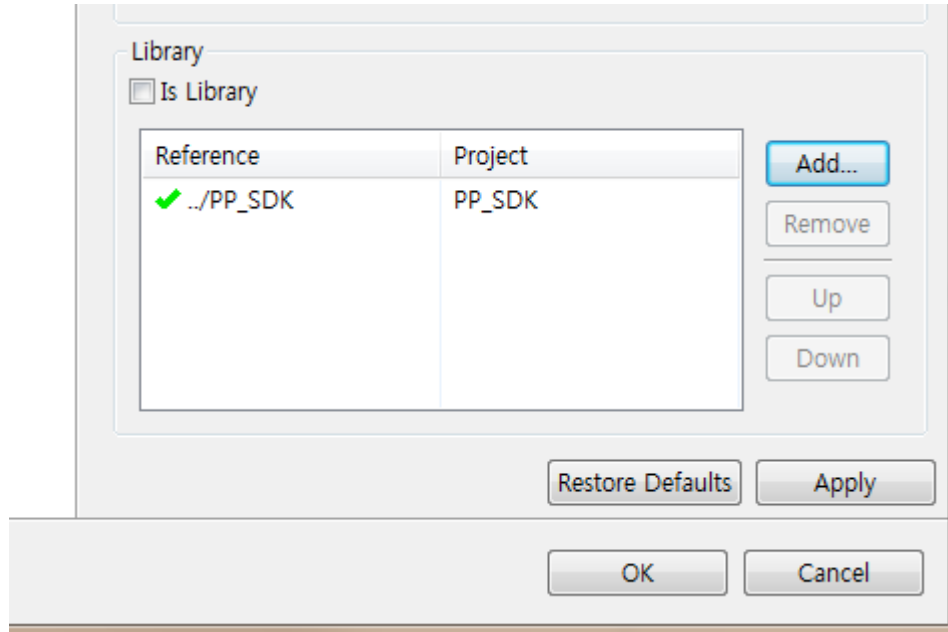 Library
Is Library
Reference Project
../PP_SDK PP_SDK
Add...
Remove
Up
Down
Restore Defaults Apply
OK Cancel